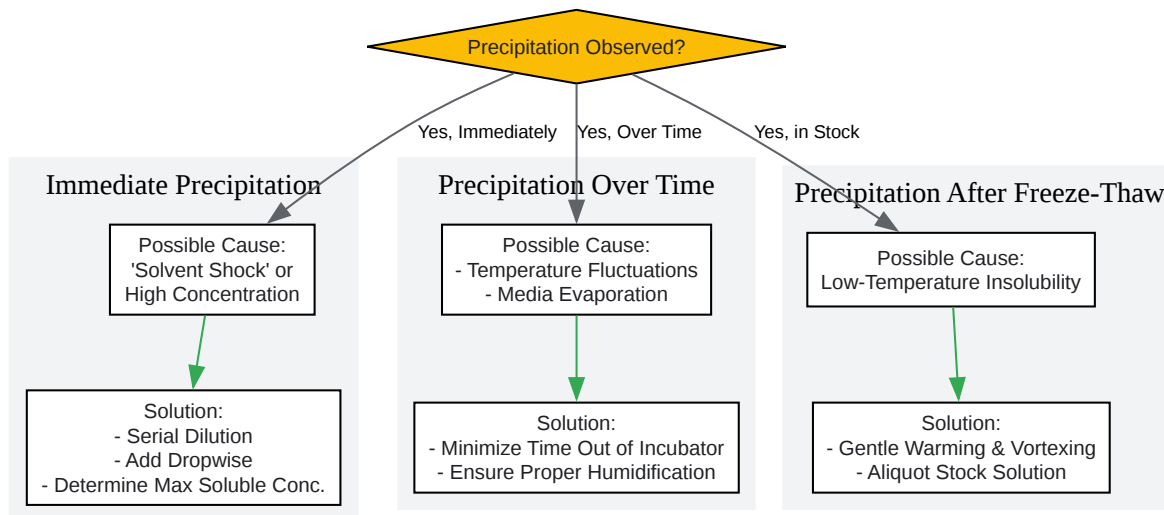 Precipitation Observed?
Yes, Immediately
Yes, Over Time
Yes, in Stock
Immediate Precipitation
Possible Cause:
'Solvent Shock' or
High Concentration
Solution:
- Serial Dilution
- Add Dropwise
- Determine Max Soluble Conc.
Precipitation Over Time
Possible Cause:
- Temperature Fluctuations
- Media Evaporation
Solution:
- Minimize Time Out of Incubator
- Ensure Proper Humidification
Precipitation After Freeze-Thaw
Possible Cause:
Low-Temperature Insolubility
Solution:
- Gentle Warming & Vortexing
- Aliquot Stock Solution